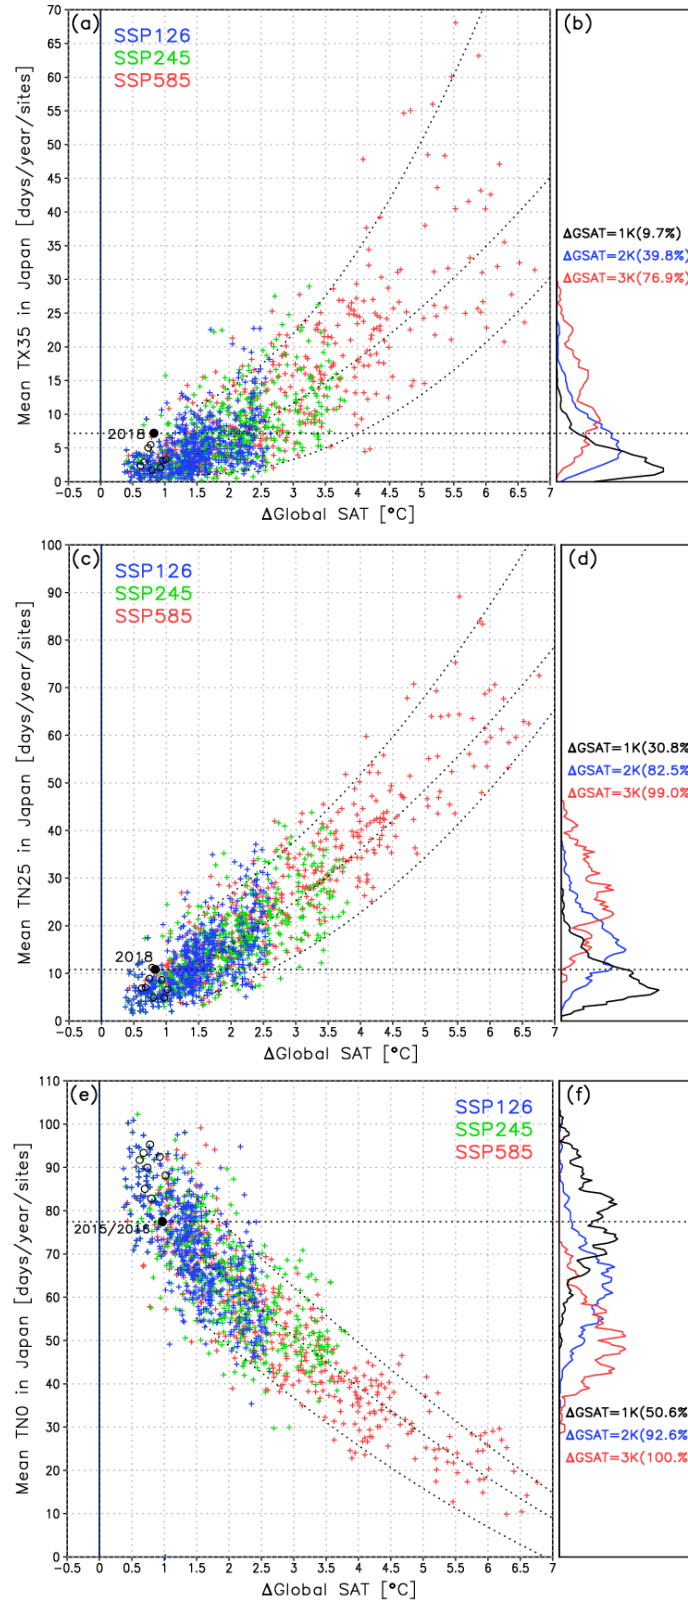 (a)
SSP126
SSP245
SSP585
(b)
70
65
60
55
50
45
40
35
30
25
20
15
10
5
0
Mean TX35 in Japan [days/year/sites]
2018
ΔGSAT=1K(9.7%)
ΔGSAT=2K(39.8%)
ΔGSAT=3K(76.9%)
-0.5 0 0.5 1 1.5 2 2.5 3 3.5 4 4.5 5 5.5 6 6.5 7
ΔGlobal SAT [°C]
(c)
SSP126
SSP245
SSP585
(d)
100
90
80
70
60
50
40
30
20
10
0
Mean TN25 in Japan [days/year/sites]
2018
ΔGSAT=1K(30.8%
ΔGSAT=2K(82.5%
ΔGSAT=3K(99.0%
-0.5 0 0.5 1 1.5 2 2.5 3 3.5 4 4.5 5 5.5 6 6.5 7
ΔGlobal SAT [°C]
(e)
SSP126
SSP245
SSP585
(f)
110
100
90
80
70
60
50
40
30
20
10
0
Mean TN0 in Japan [days/year/sites]
2015/2016
ΔGSAT=1K(50.6%
ΔGSAT=2K(92.6%
ΔGSAT=3K(100.%
-0.5 0 0.5 1 1.5 2 2.5 3 3.5 4 4.5 5 5.5 6 6.5 7
ΔGlobal SAT [°C]